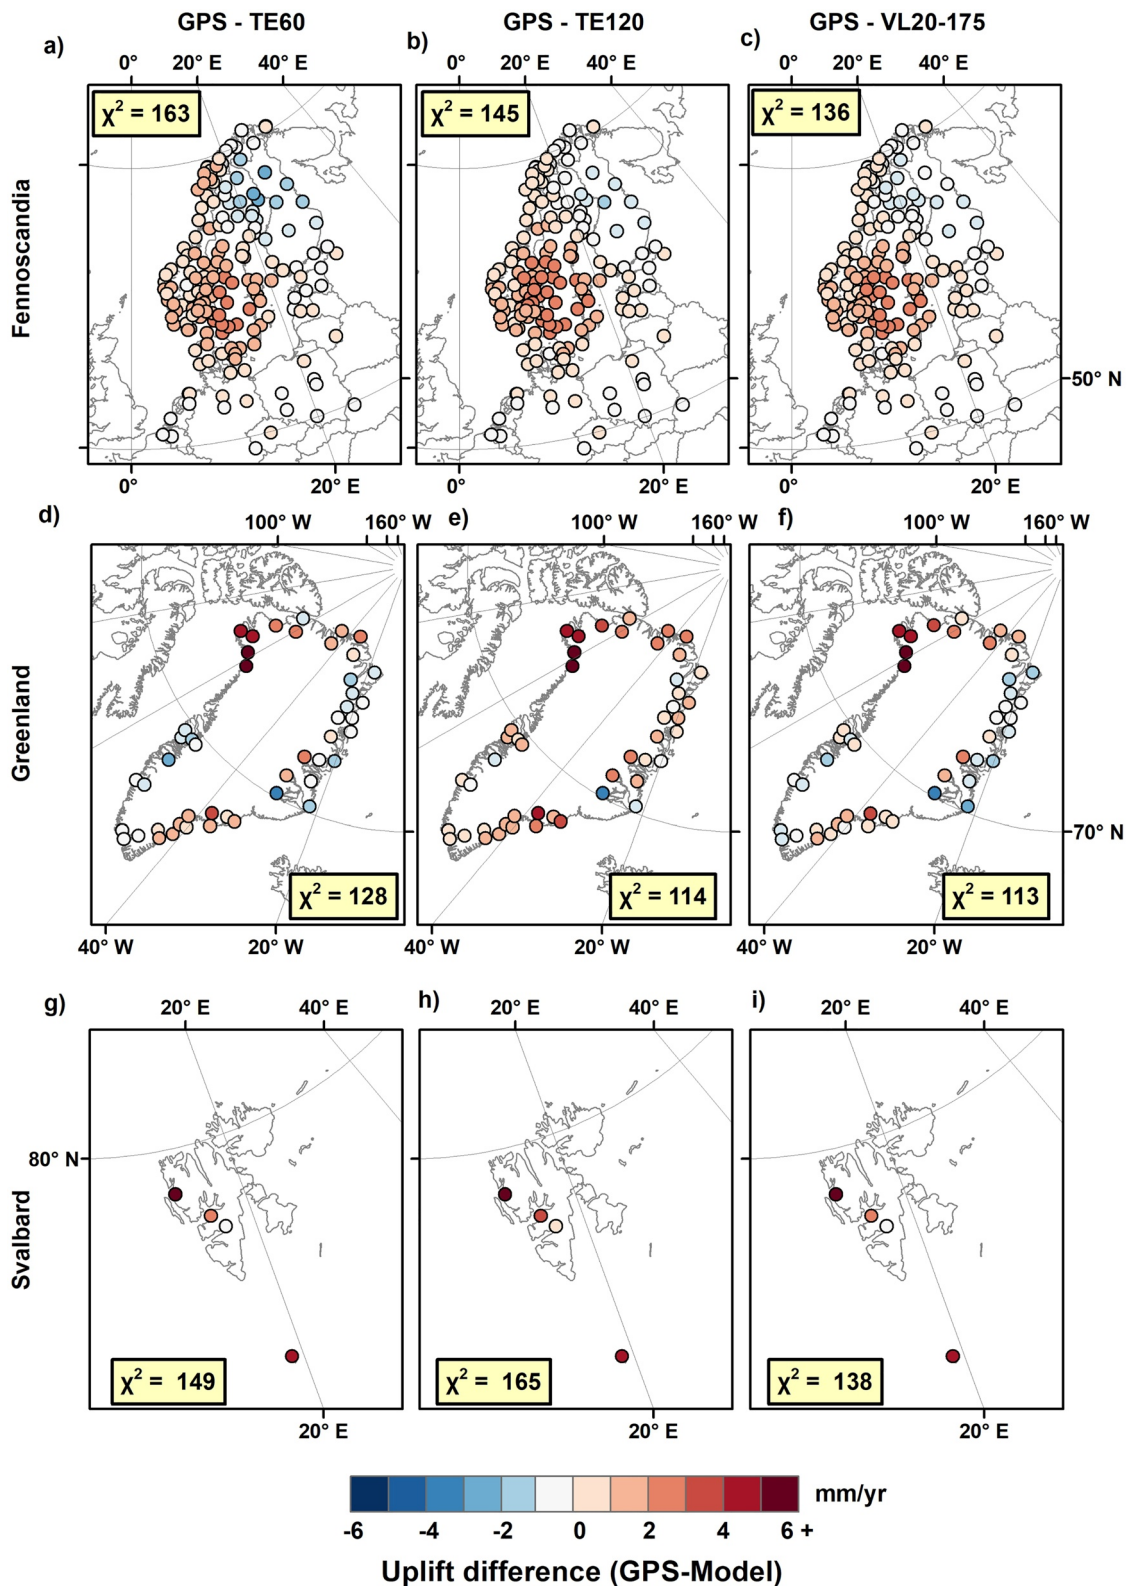 GPS - TE60 GPS - TE120 GPS - VL20-175
a) b) c)
0° 20° E 40° E 0° 20° E 40° E 0° 20° E 40° E
χ² = 163 χ² = 145 χ² = 136
Fennoscandia
50° N
0° 20° E 0° 20° E 0° 20° E
d) e) f)
100° W 160° W 100° W 160° W 100° W 160° W
Greenland
70° N
χ² = 128 χ² = 114 χ² = 113
40° W 20° W 40° W 20° W 40° W 20° W
g) h) i)
20° E 40° E 20° E 40° E 20° E 40° E
80° N
Svalbard
χ² = 149 χ² = 165 χ² = 138
20° E 20° E 20° E
mm/yr
-6 -4 -2 0 2 4 6 +
Uplift difference (GPS-Model)